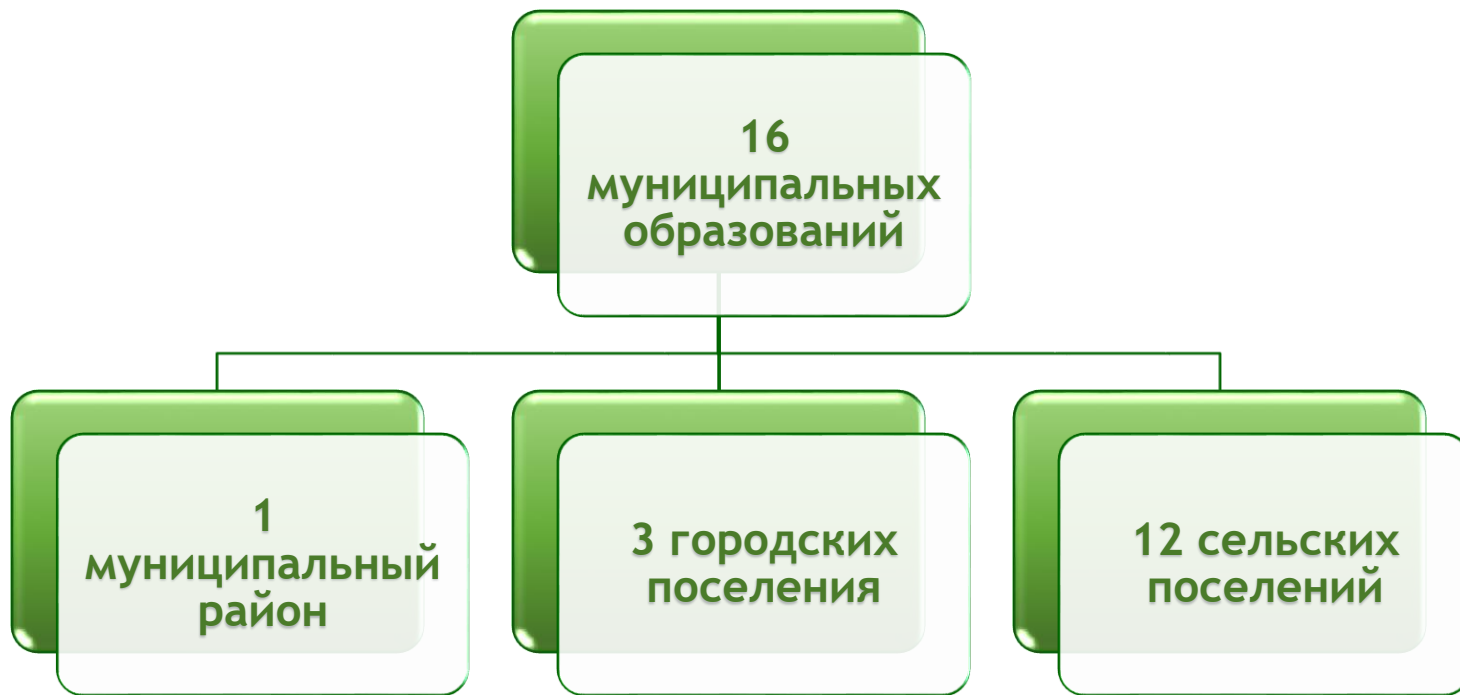 16
муниципальных
образований
1
муниципальный
район
3 городских
поселения
12 сельских
поселений